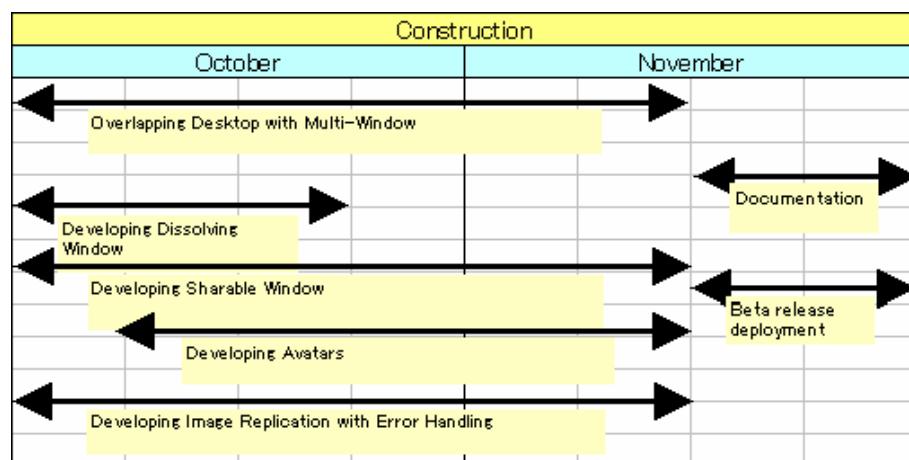 Construction
October
November
Overlapping Desktop with Multi-Window
Documentation
Developing Dissolving
Window
Developing Sharable Window
Beta release
deployment
Developing Avatars
Developing Image Replication with Error Handling